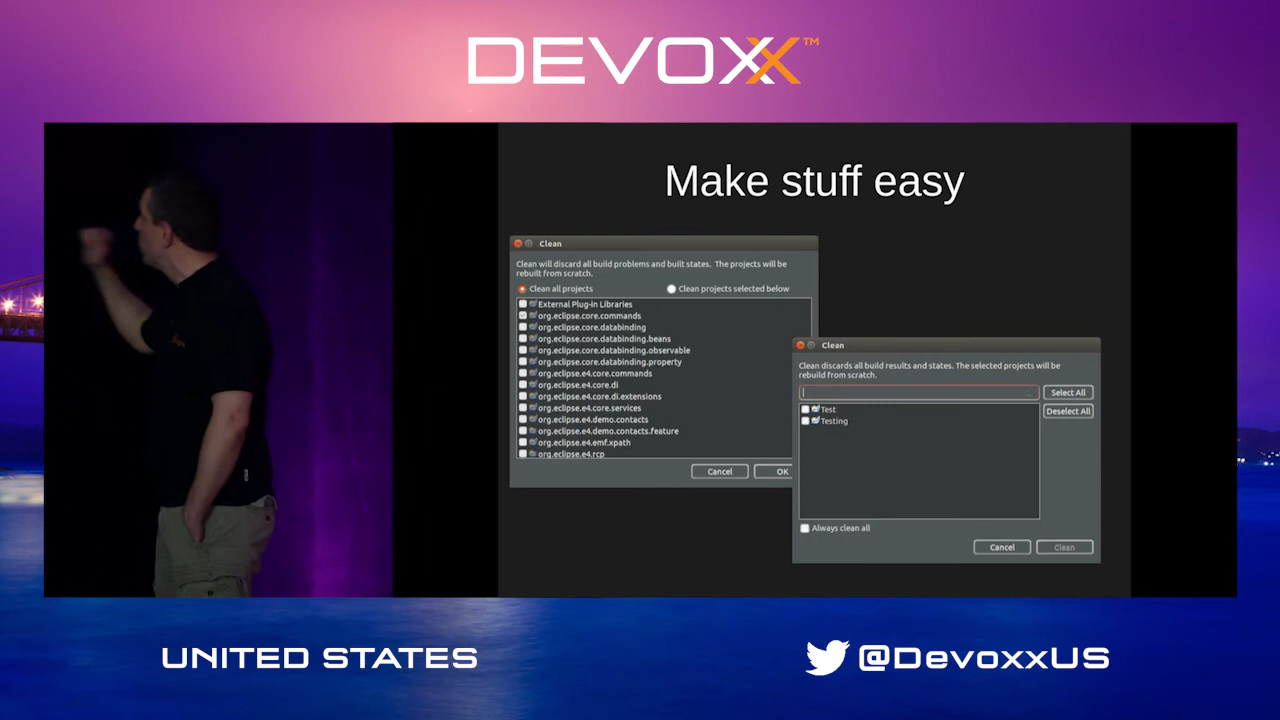 DEVOXX™
Make stuff easy
Clean
Clean will discard all build problems and built states. The projects will be
rebuilt from scratch.
Clean all projects
Clean projects selected below
External Plug-in Libraries
org.eclipse.core.commands
org.eclipse.core.databinding
org.eclipse.core.databinding.beans
org.eclipse.core.databinding.observable
org.eclipse.core.databinding.property
org.eclipse.e4.core.commands
org.eclipse.e4.core.di
org.eclipse.e4.core.di.extensions
org.eclipse.e4.core.services
org.eclipse.e4.demo.contacts
org.eclipse.e4.demo.contacts.feature
org.eclipse.e4.emf.xpath
org.eclipse.e4.rcp
Cancel
OK
Clean
Clean discards all build results and states. The selected projects will be
rebuild from scratch.
Select All
Deselect All
Test
Testing
Always clean all
Cancel
Clean
UNITED STATES
@DevoxxUS